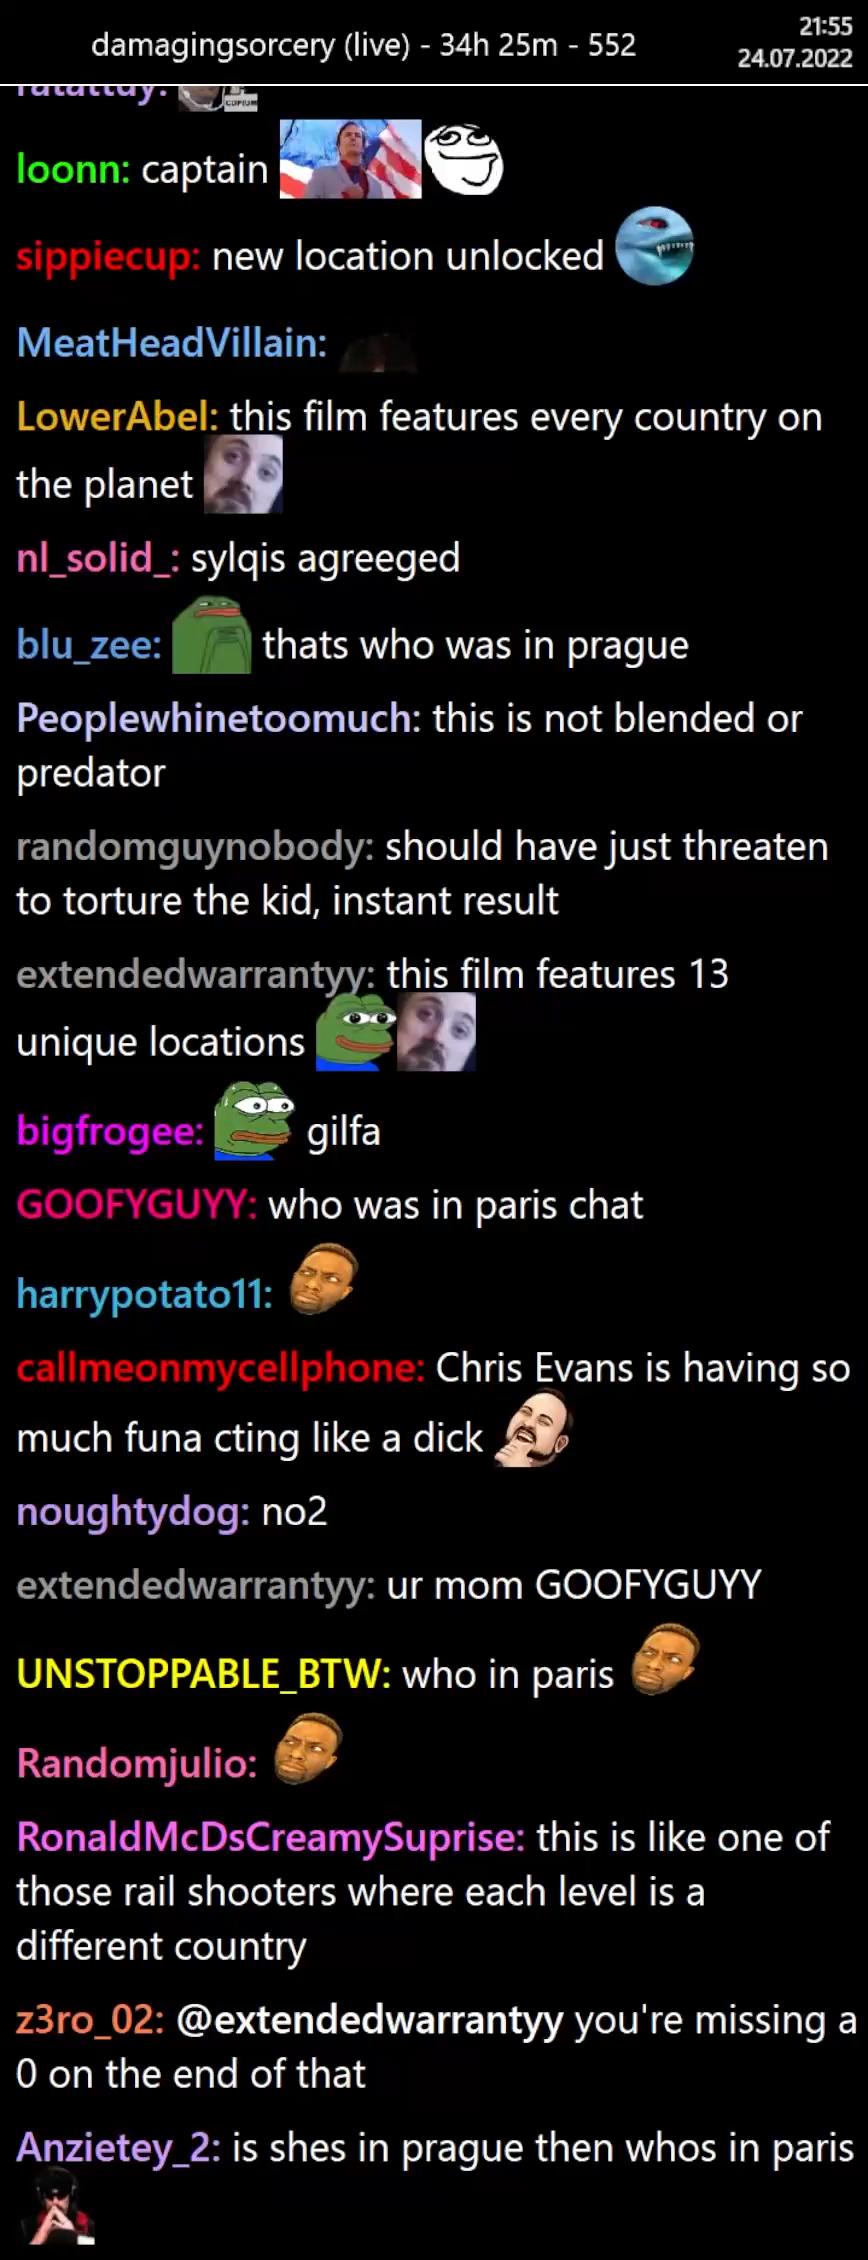 damagingsorcery (live) - 34h 25m - 552
21:55
24.07.2022
COPIUM
loonn: captain
sippiecup: new location unlocked
MeatHeadVillain:
LowerAbel: this film features every country on
the planet
nl_solid_: sylqis agreeged
blu_zee: thats who was in prague
Peoplewhinetoomuch: this is not blended or
predator
randomguynobody: should have just threaten
to torture the kid, instant result
extendedwarrantyy: this film features 13
unique locations
bigfrogee: gilfa
GOOFYGUYY: who was in paris chat
harrypotato11:
callmeonmycellphone: Chris Evans is having so
much funa cting like a dick
noughtydog: no2
extendedwarrantyy: ur mom GOOFYGUYY
UNSTOPPABLE_BTW: who in paris
Randomjulio:
RonaldMcDsCreamySuprise: this is like one of
those rail shooters where each level is a
different country
z3ro_02: @extendedwarrantyy you're missing a
0 on the end of that
Anzietey_2: is shes in prague then whos in paris